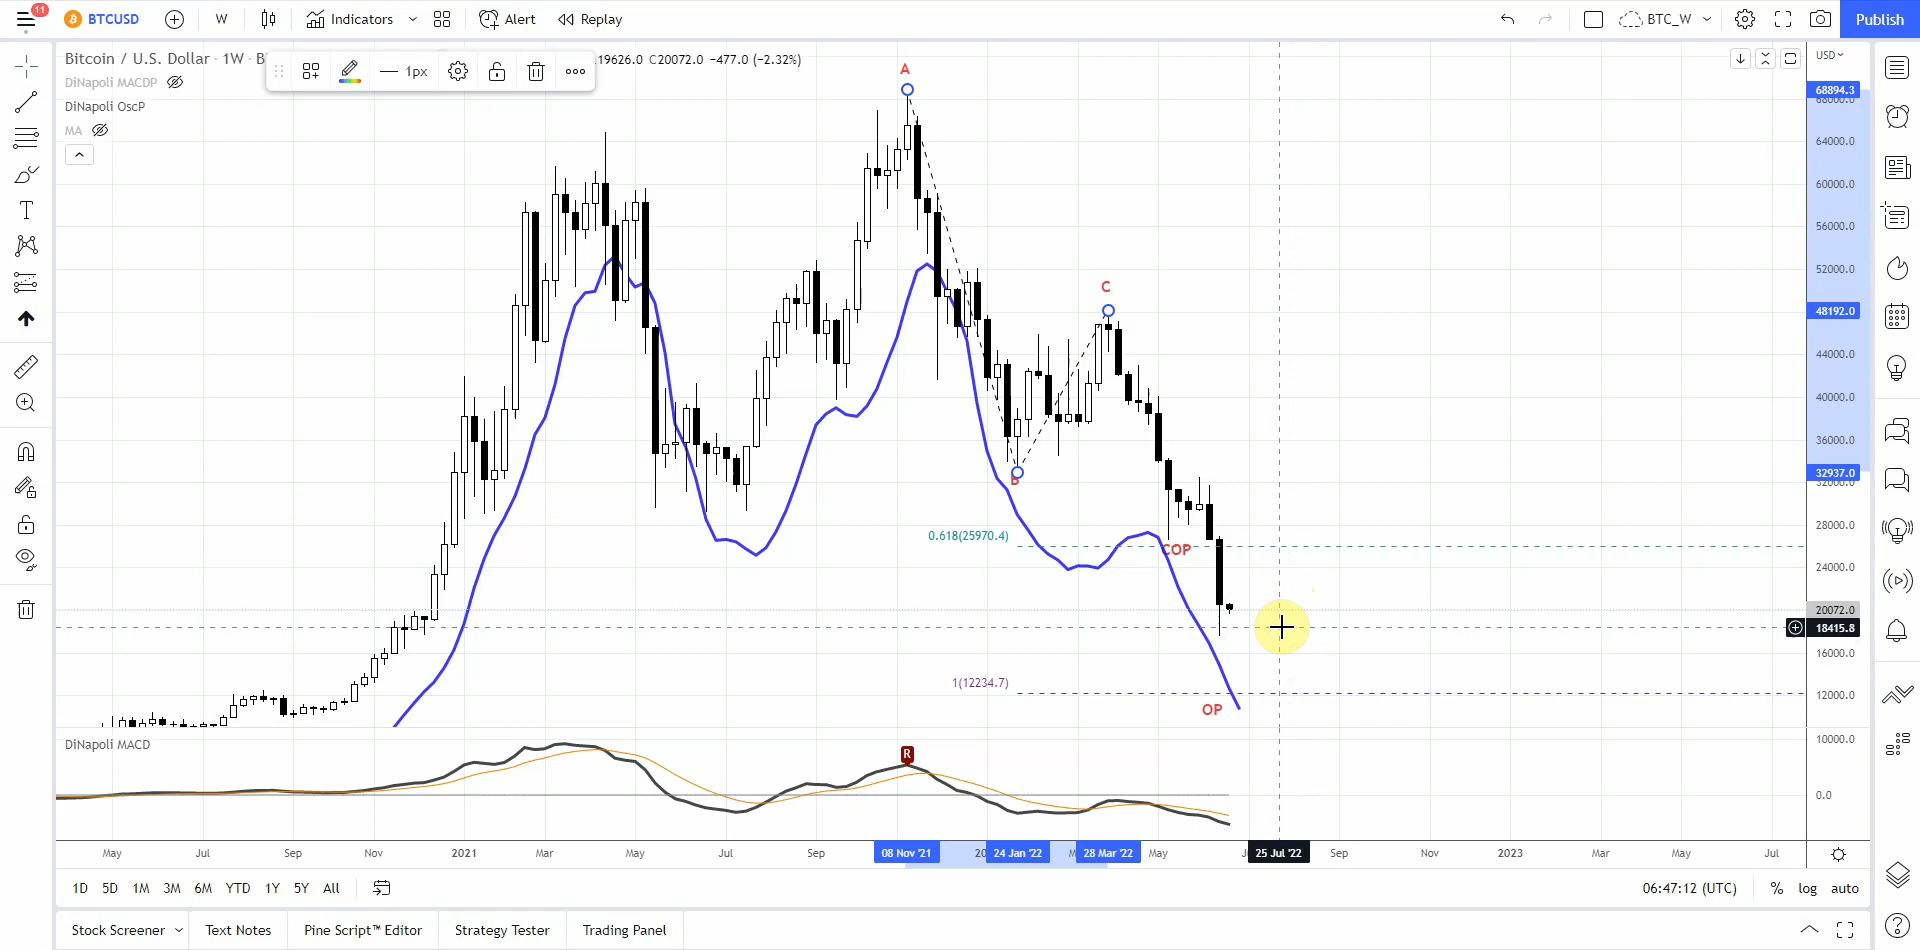 11
BTCUSD
W
Indicators
Alert
Replay
BTC_W
Publish
Bitcoin / U.S. Dollar · 1W · B
1px
19626.0 C20072.0 −477.0 (−2.32%)
USD
DiNapoli MACDP
DiNapoli OscP
MA
A
C
B
0.618(25970.4)
COP
1(12234.7)
OP
68894.3
68000.0
64000.0
60000.0
56000.0
52000.0
48192.0
44000.0
40000.0
36000.0
32937.0
32000.0
28000.0
24000.0
20072.0
18415.8
16000.0
12000.0
DiNapoli MACD
R
10000.0
0.0
May
Jul
Sep
Nov
2021
Mar
May
Jul
Sep
08 Nov '21
20
24 Jan '22
M
28 Mar '22
May
25 Jul '22
Sep
Nov
2023
Mar
May
Jul
1D 5D 1M 3M 6M YTD 1Y 5Y All
06:47:12 (UTC)
% log auto
Stock Screener
Text Notes
Pine Script™ Editor
Strategy Tester
Trading Panel